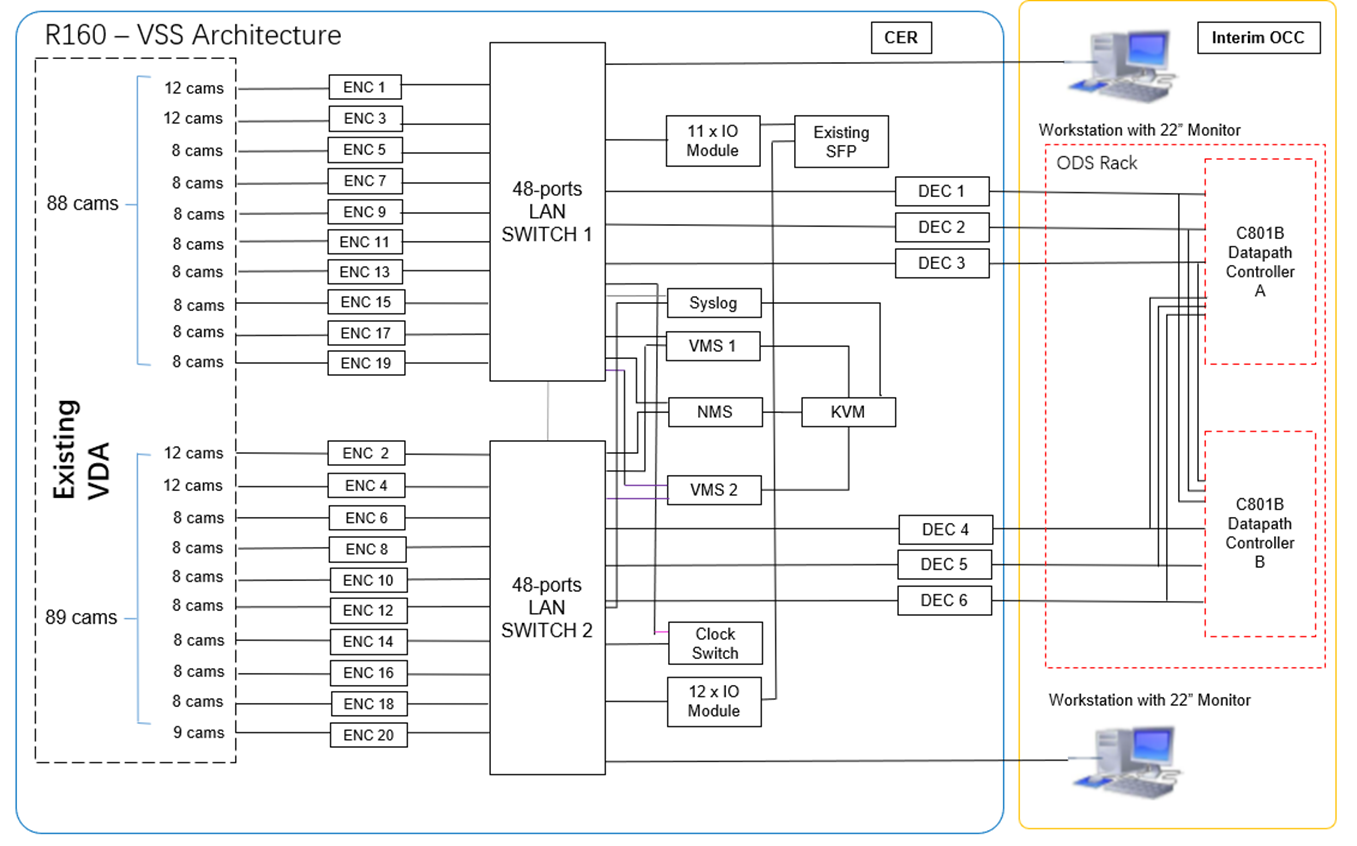 R160 – VSS Architecture
CER
Interim OCC
12 cams
ENC 1
12 cams
ENC 3
8 cams
ENC 5
8 cams
ENC 7
88 cams
8 cams
ENC 9
8 cams
ENC 11
8 cams
ENC 13
8 cams
ENC 15
8 cams
ENC 17
8 cams
ENC 19
48-ports
LAN
SWITCH 1
11 x IO
Module
Existing
SFP
DEC 1
DEC 2
DEC 3
Syslog
VMS 1
NMS
KVM
VMS 2
Workstation with 22” Monitor
ODS Rack
C801B
Datapath
Controller
A
Existing
VDA
12 cams
ENC 2
12 cams
ENC 4
8 cams
ENC 6
8 cams
ENC 8
8 cams
ENC 10
89 cams
8 cams
ENC 12
8 cams
ENC 14
8 cams
ENC 16
8 cams
ENC 18
9 cams
ENC 20
48-ports
LAN
SWITCH 2
DEC 4
DEC 5
DEC 6
Clock
Switch
12 x IO
Module
C801B
Datapath
Controller
B
Workstation with 22” Monitor